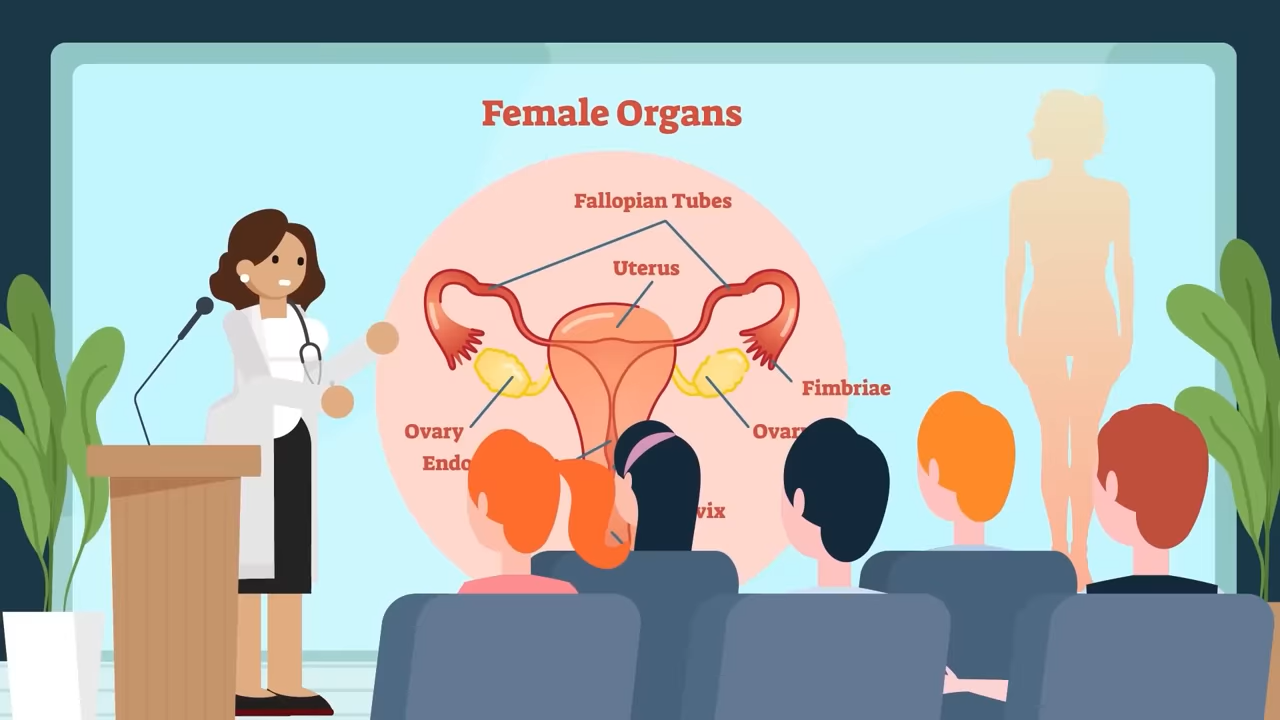 Female Organs
Fallopian Tubes
Uterus
Fimbriae
Ovary